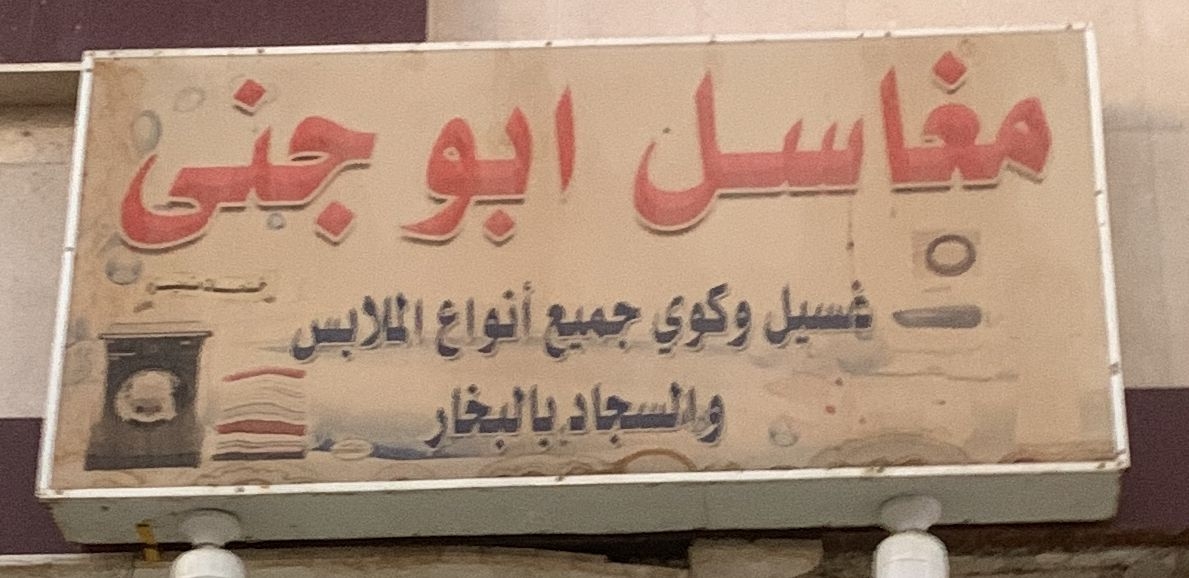 مغاسل ابو جنى
غسيل وكوي جميع أنواع الملابس
والسجاد بالبخار